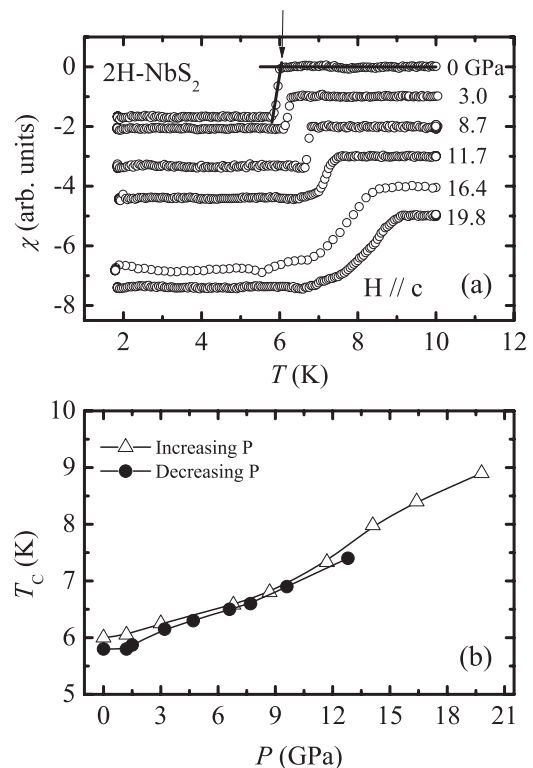 2H-NbS₂
0 GPa
3.0
8.7
11.7
16.4
19.8
0
-2
-4
-6
-8
χ (arb. units)
H // c
(a)
2 4 6 8 10 12
T (K)
10
9
8
7
6
5
T_C (K)
Increasing P
Decreasing P
(b)
0 3 6 9 12 15 18 21
P (GPa)